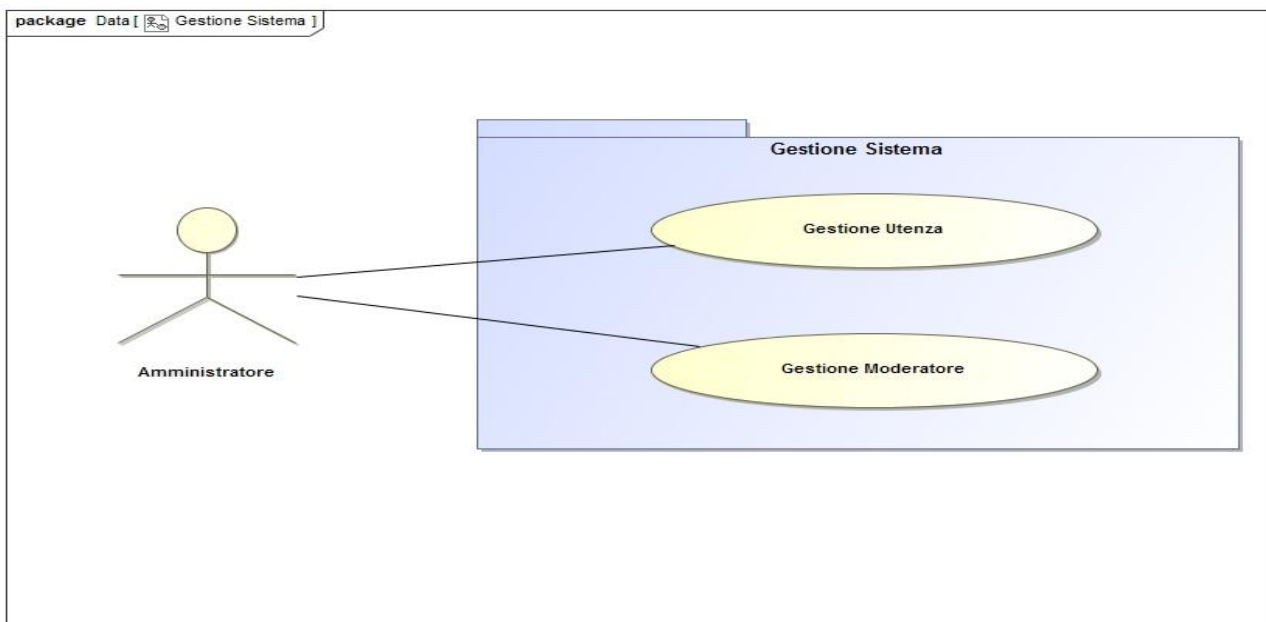 package Data [ Gestione Sistema ]
Gestione Sistema
Gestione Utenza
Gestione Moderatore
Amministratore